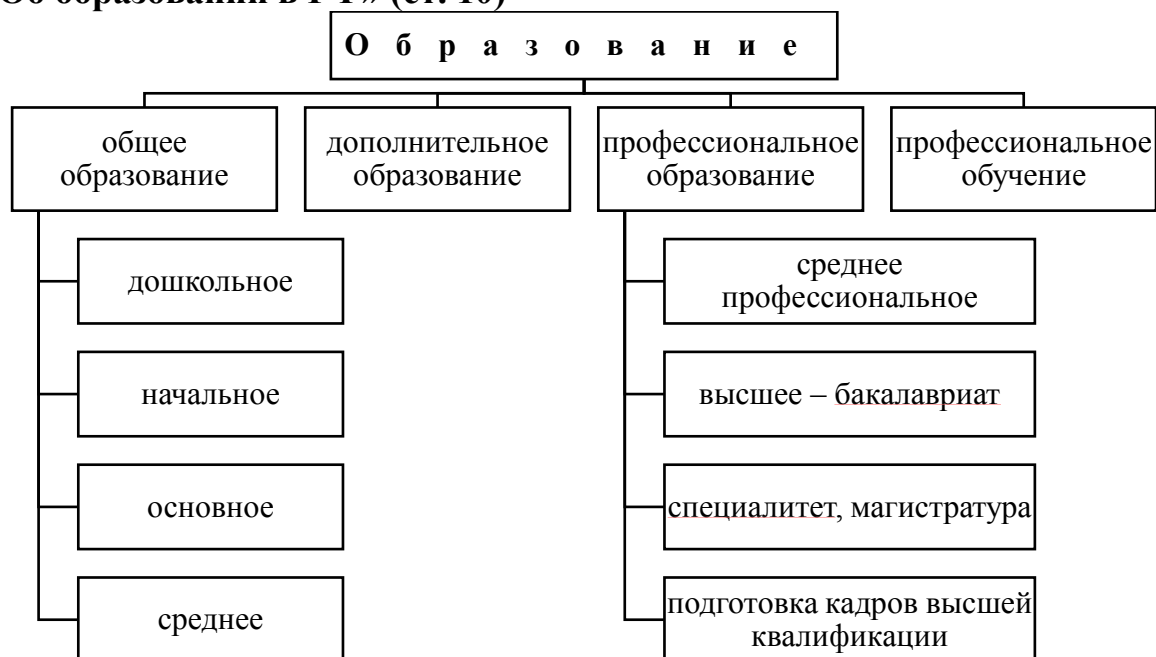 Об образовании в РФ» (ст. 10)
О б р а з о в а н и е
общее
образование
дополнительное
образование
профессиональное
образование
профессиональное
обучение
дошкольное
начальное
основное
среднее
среднее
профессиональное
высшее – бакалавриат
специалитет, магистратура
подготовка кадров высшей
квалификации